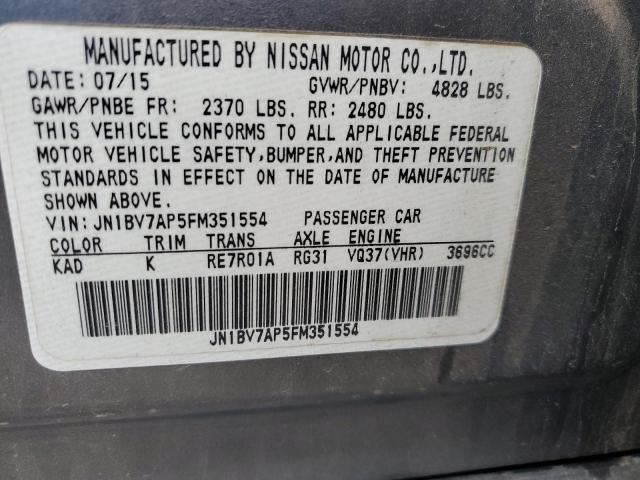 MANUFACTURED BY NISSAN MOTOR CO.,LTD.
DATE: 07/15 GVWR/PNBV: 4828 LBS.
GAWR/PNBE FR: 2370 LBS. RR: 2480 LBS.
THIS VEHICLE CONFORMS TO ALL APPLICABLE FEDERAL
MOTOR VEHICLE SAFETY,BUMPER,AND THEFT PREVENTION
STANDARDS IN EFFECT ON THE DATE OF MANUFACTURE
SHOWN ABOVE.
VIN: JN1BV7AP5FM351554 PASSENGER CAR
COLOR TRIM TRANS AXLE ENGINE
KAD K RE7R01A RG31 VQ37(VHR) 3696CC
JN1BV7AP5FM351554